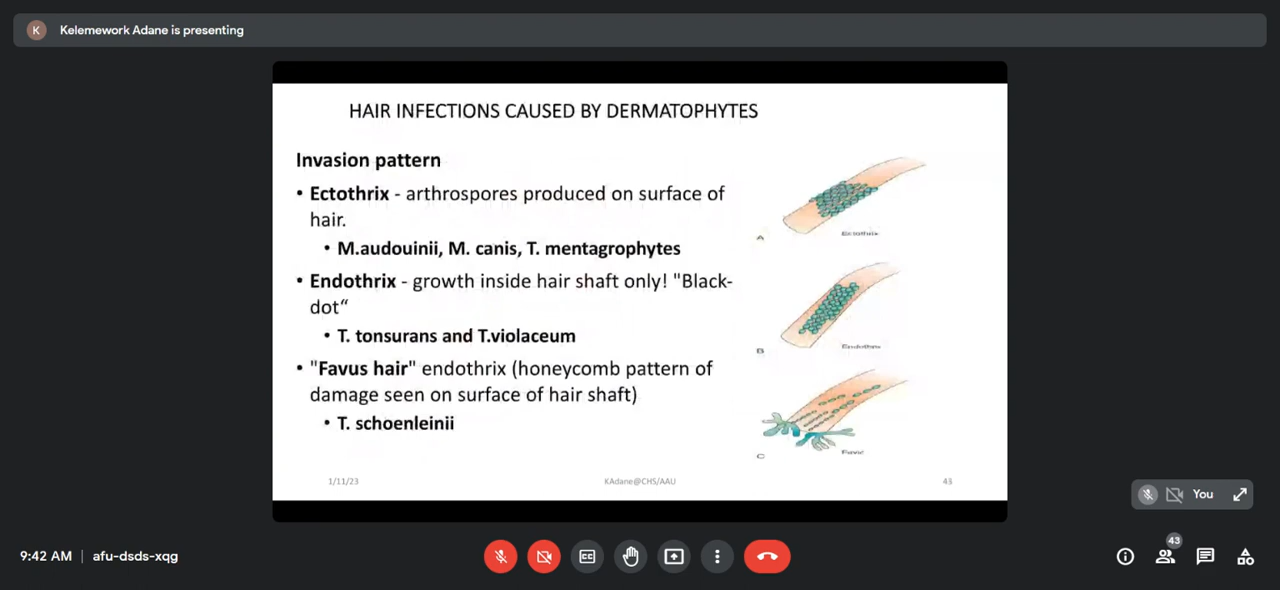 K Kelemework Adane is presenting
HAIR INFECTIONS CAUSED BY DERMATOPHYTES
Invasion pattern
• Ectothrix - arthrospores produced on surface of
hair.
• M.audouinii, M. canis, T. mentagrophytes
• Endothrix - growth inside hair shaft only! "Black-
dot“
• T. tonsurans and T.violaceum
• "Favus hair" endothrix (honeycomb pattern of
damage seen on surface of hair shaft)
• T. schoenleinii
A
Ectothrix
B
Endothrix
C
1/11/23 KAdane@CHS/AAU 43
You
9:42 AM | afu-dsds-xqg
CC
43